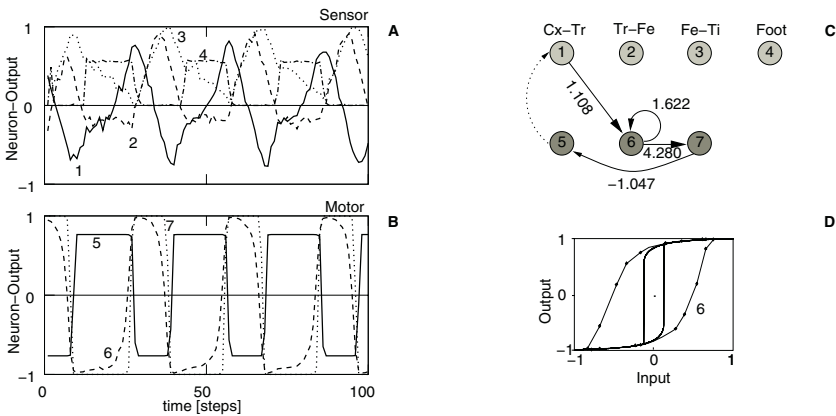 Sensor
A
Neuron−Output
1
0
−1
1
2
3
4
Motor
B
Neuron−Output
1
0
−1
5
6
7
0
50
100
time [steps]
C
Cx−Tr Tr−Fe Fe−Ti Foot
1 2 3 4
1.108
1.622
5 6 7
4.280
−1.047
D
Output
1
0
−1
6
−1 0 1
Input